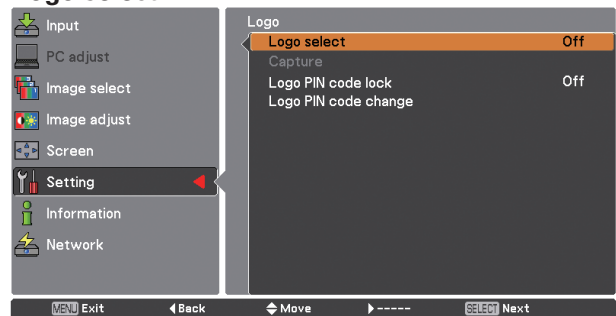 Input
PC adjust
Image select
Image adjust
Screen
Setting
Information
Network
Logo
Logo select Off
Capture
Logo PIN code lock Off
Logo PIN code change
MENU Exit ◀Back Move ▶----- SELECT Next